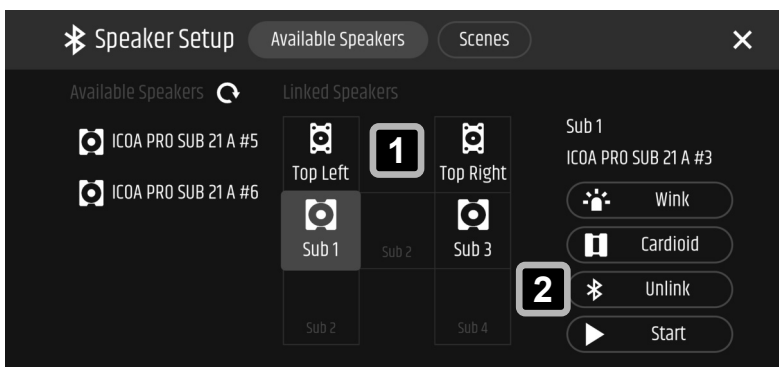 Speaker Setup
Available Speakers
Scenes
Available Speakers
Linked Speakers
ICOA PRO SUB 21 A #5
ICOA PRO SUB 21 A #6
Top Left
1
Top Right
Sub 1
Sub 2
Sub 3
Sub 2
Sub 4
Sub 1
ICOA PRO SUB 21 A #3
Wink
Cardioid
2
Unlink
Start